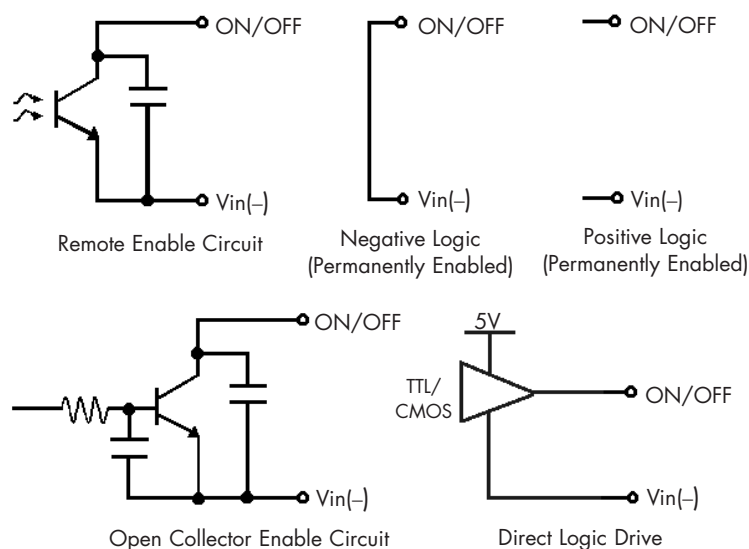 ON/OFF
Vin(–)
Remote Enable Circuit
ON/OFF
Vin(–)
Negative Logic
(Permanently Enabled)
ON/OFF
Vin(–)
Positive Logic
(Permanently Enabled)
ON/OFF
Vin(–)
Open Collector Enable Circuit
5V
TTL/
CMOS
ON/OFF
Vin(–)
Direct Logic Drive